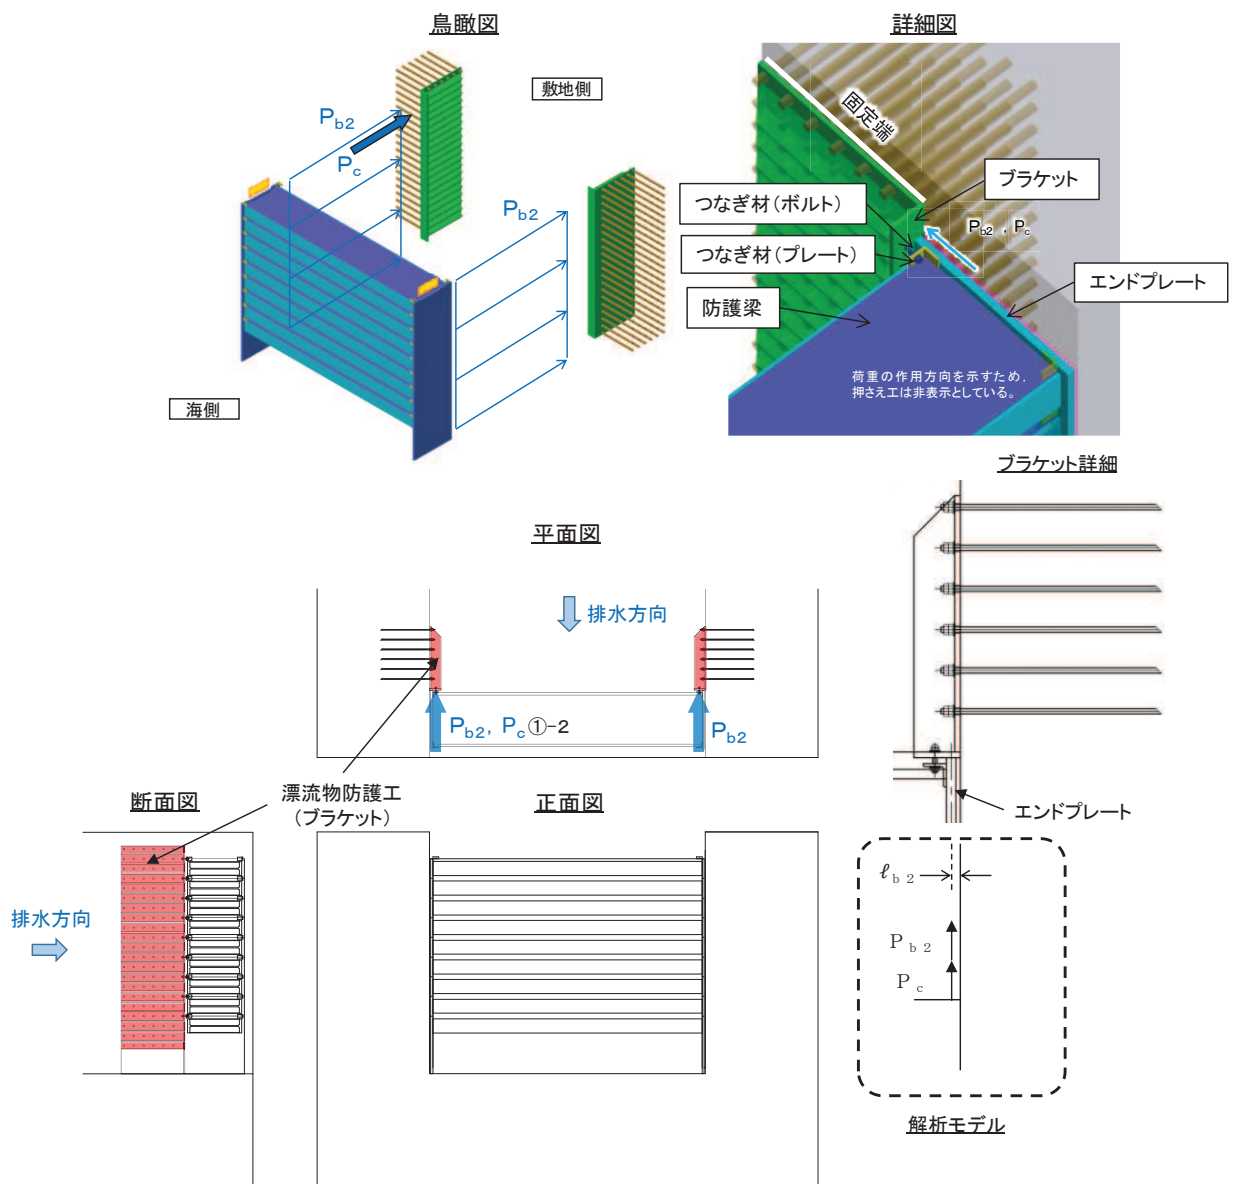 鳥瞰図
詳細図
敷地側
Pb2
Pc
Pb2
海側
固定端
ブラケット
つなぎ材(ボルト)
Pb2 , Pc
つなぎ材(プレート)
エンドプレート
防護梁
荷重の作用方向を示すため,
押さえ工は非表示としている。
ブラケット詳細
平面図
排水方向
Pb2, Pc①-2
Pb2
断面図
漂流物防護工
(ブラケット)
正面図
エンドプレート
排水方向
ℓb2
Pb2
Pc
解析モデル